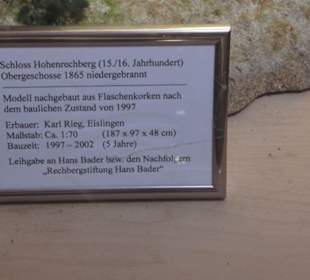 Schloss Hohenrechberg (15./16. Jahrhundert)
Obergeschosse 1865 niedergebrannt
Modell nachgebaut aus Flaschenkorken nach
dem baulichen Zustand von 1997
Erbauer: Karl Rieg, Eislingen
Maßstab: Ca. 1:70 (187 x 97 x 48 cm)
Bauzeit: 1997 – 2002 (5 Jahre)
Leihgabe an Hans Bader bzw. den Nachfolgern
„Rechbergstiftung Hans Bader“